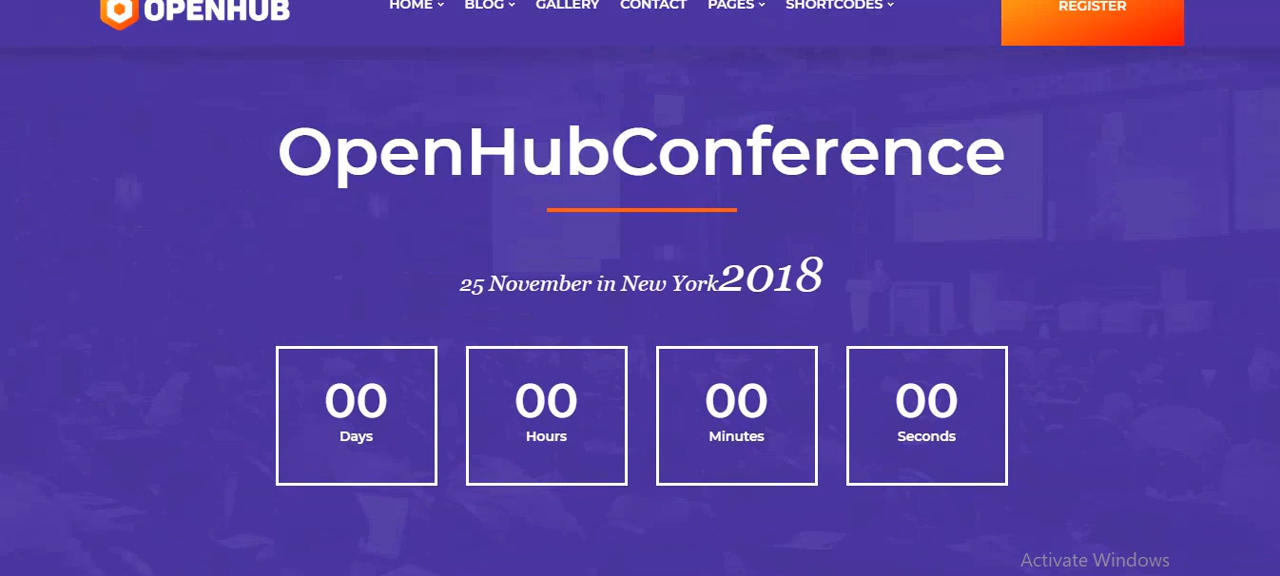 OPENHUB HOME BLOG GALLERY CONTACT PAGES SHORTCODES REGISTER
OpenHubConference
25 November in New York2018
00 00 00 00
Days Hours Minutes Seconds
Activate Windows